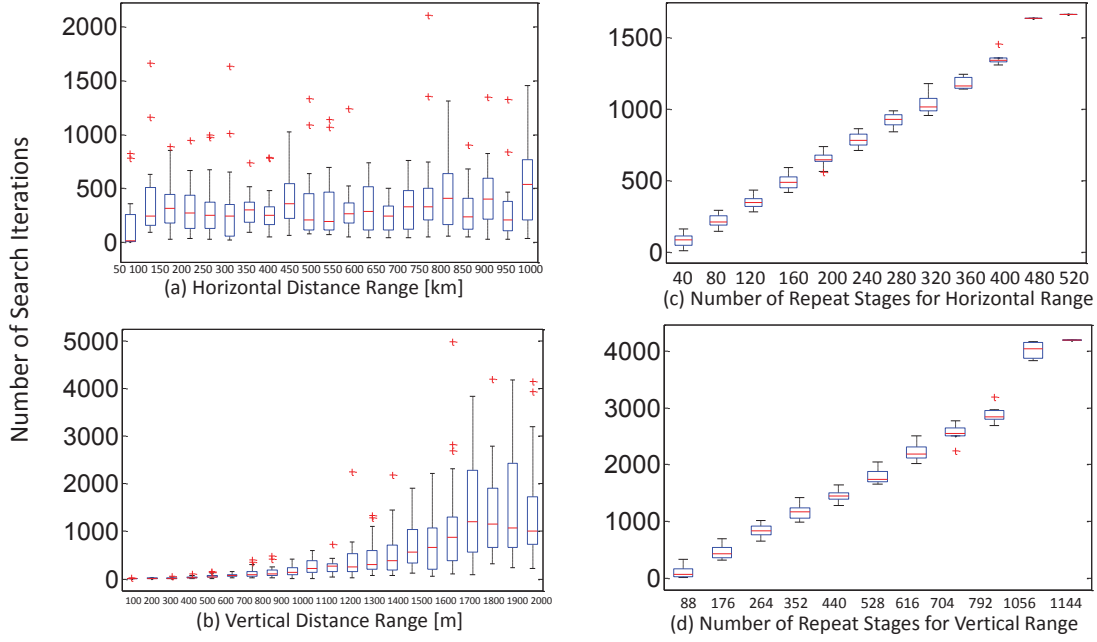 Number of Search Iterations
2000
1500
1000
500
0
50 100 150 200 250 300 350 400 450 500 550 600 650 700 750 800 850 900 950 1000
(a) Horizontal Distance Range [km]
1500
1000
500
0
40 80 120 160 200 240 280 320 360 400 480 520
(c) Number of Repeat Stages for Horizontal Range
5000
4000
3000
2000
1000
0
100 200 300 400 500 600 700 800 900 1000 1100 1200 1300 1400 1500 1600 1700 1800 1900 2000
(b) Vertical Distance Range [m]
4000
3000
2000
1000
0
88 176 264 352 440 528 616 704 792 1056 1144
(d) Number of Repeat Stages for Vertical Range